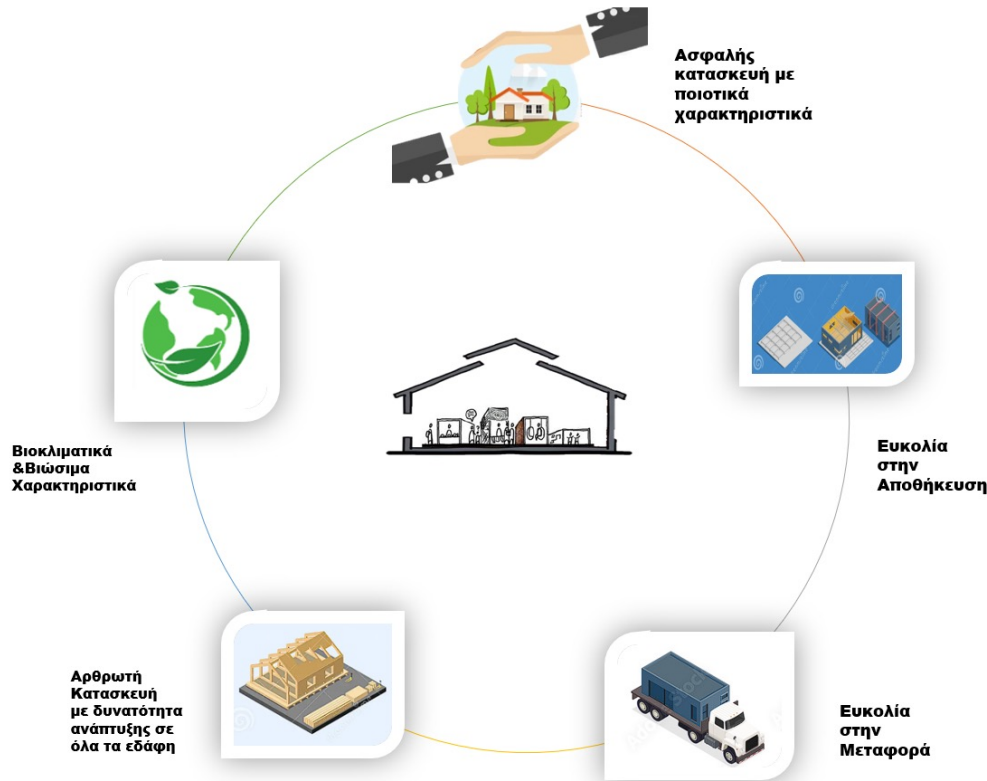 Ασφαλής
κατασκευή με
ποιοτικά
χαρακτηριστικά
Βιοκλιματικά
&Βιώσιμα
Χαρακτηριστικά
Ευκολία
στην
Αποθήκευση
Αρθρωτή
Κατασκευή
με δυνατότητα
ανάπτυξης σε
όλα τα εδάφη
Ευκολία
στην
Μεταφορά